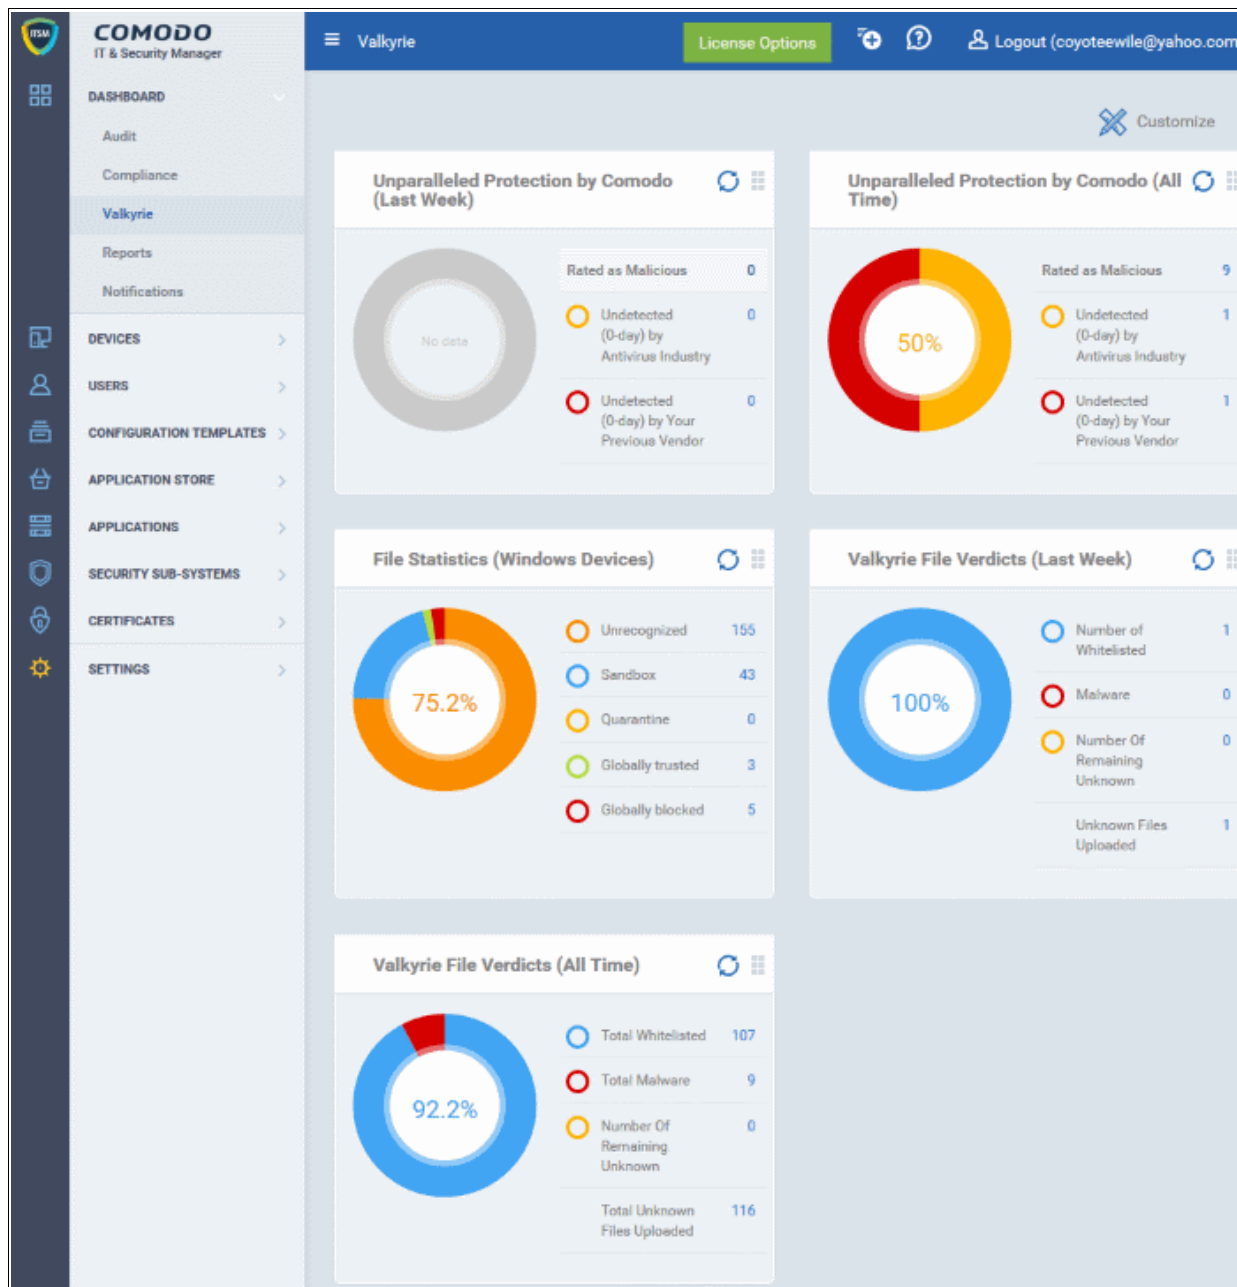 ITSM
COMODO
IT & Security Manager
Valkyrie
License Options
Logout (coyoteewile@yahoo.com
DASHBOARD
Audit
Compliance
Valkyrie
Reports
Notifications
DEVICES
USERS
CONFIGURATION TEMPLATES
APPLICATION STORE
APPLICATIONS
SECURITY SUB-SYSTEMS
CERTIFICATES
SETTINGS
Customize
Unparalleled Protection by Comodo
(Last Week)
No data
Rated as Malicious 0
Undetected 0
(0-day) by
Antivirus Industry
Undetected 0
(0-day) by Your
Previous Vendor
Unparalleled Protection by Comodo (All
Time)
50%
Rated as Malicious 9
Undetected 1
(0-day) by
Antivirus Industry
Undetected 1
(0-day) by Your
Previous Vendor
File Statistics (Windows Devices)
75.2%
Unrecognized 155
Sandbox 43
Quarantine 0
Globally trusted 3
Globally blocked 5
Valkyrie File Verdicts (Last Week)
100%
Number of 1
Whitelisted
Malware 0
Number Of 0
Remaining
Unknown
Unknown Files 1
Uploaded
Valkyrie File Verdicts (All Time)
92.2%
Total Whitelisted 107
Total Malware 9
Number Of 0
Remaining
Unknown
Total Unknown 116
Files Uploaded